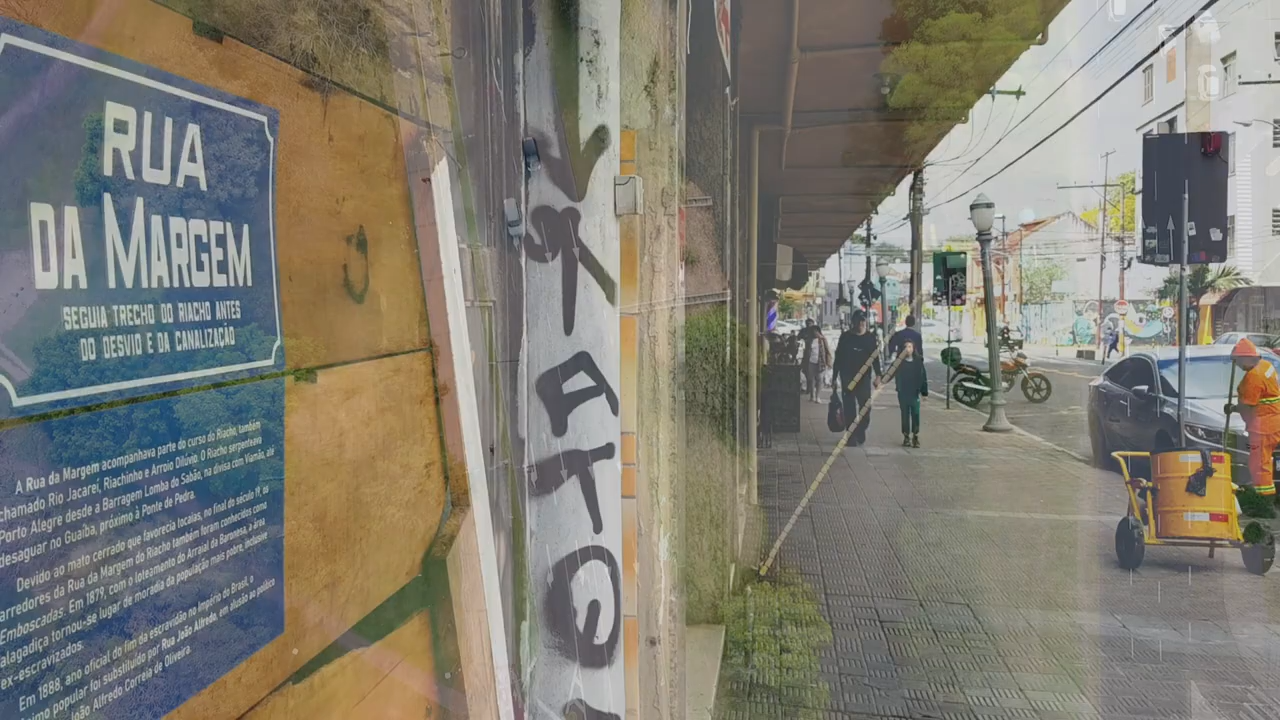 RUA
DA MARGEM
SEGUIA TRECHO DO RIACHO ANTES
DO DESVIO E DA CANALIZAÇÃO
A Rua da Margem acompanhava parte do curso do Riacho, também
chamado Rio Jacareí, Riachinho e Arroio Dilúvio. O Riacho serpenteava
Porto Alegre desde a Barragem Lomba do Sabão, na divisa com Viamão, até
desaguar no Guaíba, próximo à Ponte de Pedra.
Devido ao mato cerrado que favorecia tocaias, no final do século 19, os
arredores da Rua da Margem do Riacho também foram conhecidos como
Emboscadas. Em 1879, com o loteamento do Arraial da Baronesa, a área
alagadiça tornou-se lugar de moradia da população mais pobre, inclusive
ex-escravizados.
Em 1888, ano oficial do fim da escravidão no Império do Brasil, o
nimo popular foi substituído por Rua João Alfredo, em alusão ao político
João Alfredo Correia de Oliveira.